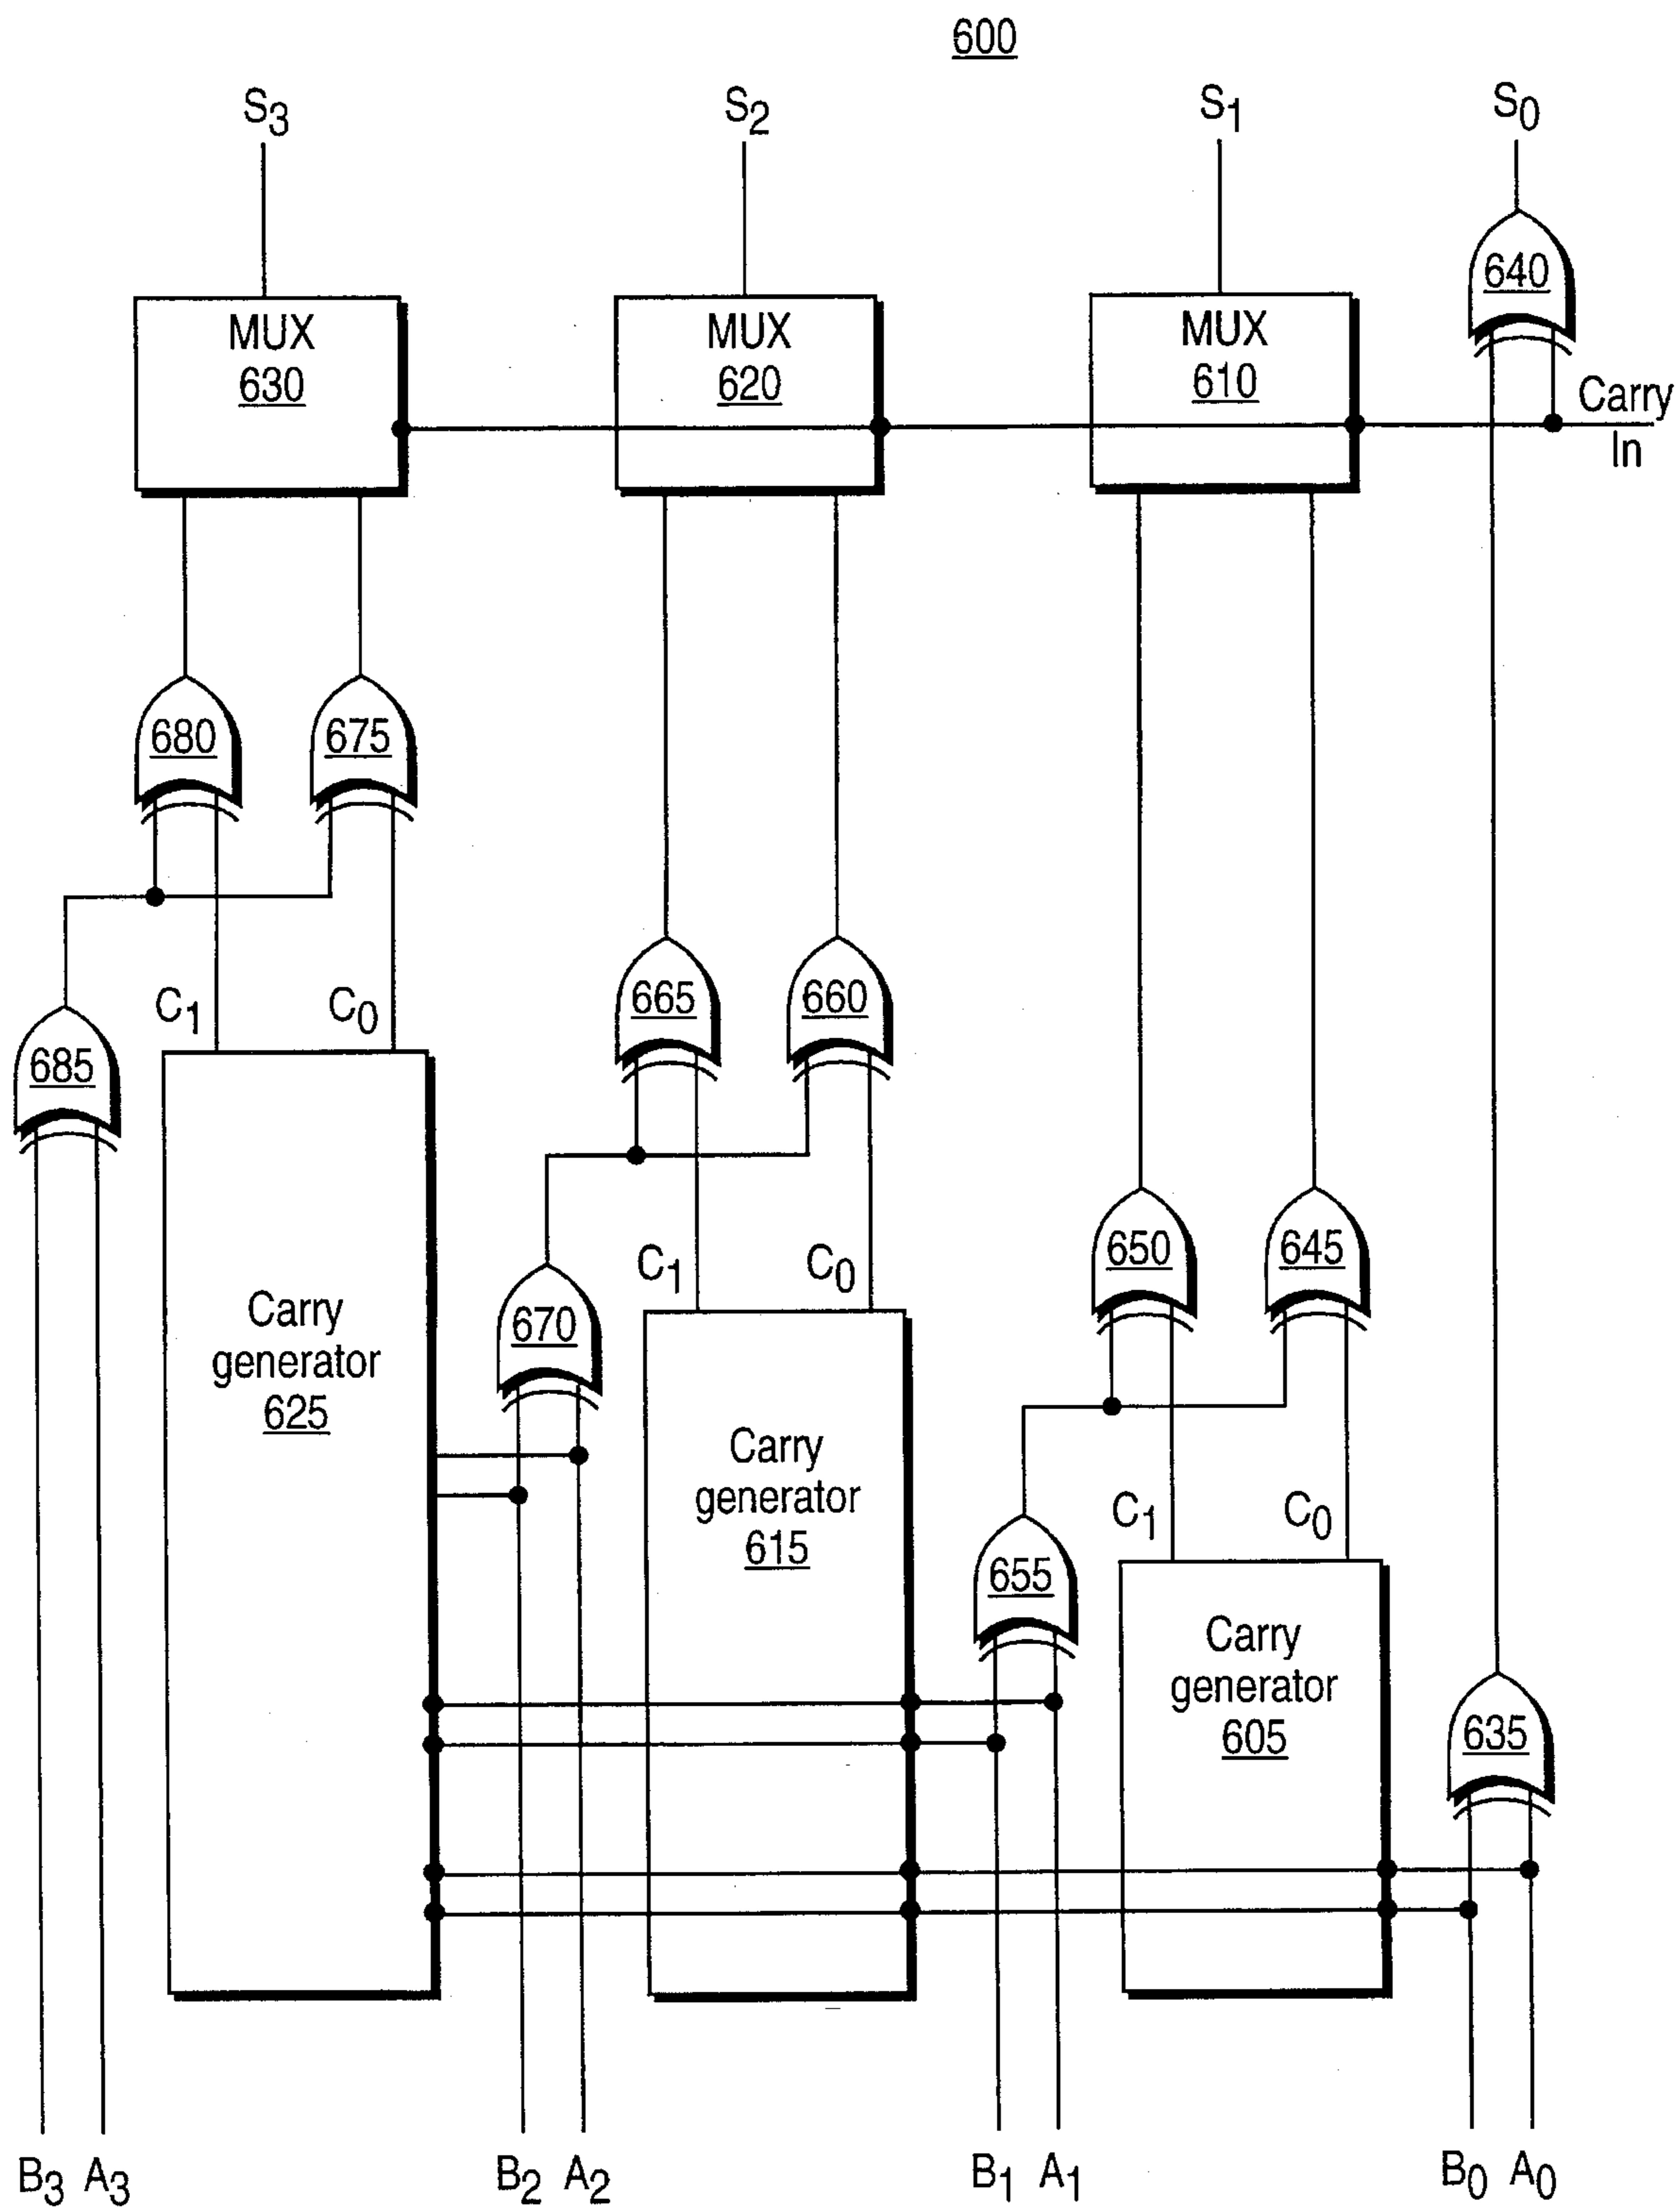 600
S3 S2 S1 S0
640
MUX MUX MUX
630 620 610
Carry
In
680 675
C1 C0
665 660
685
C1 C0
650 645
Carry
generator
625
670
Carry
generator
615
C1 C0
655
Carry
generator
605
635
B3 A3 B2 A2 B1 A1 B0 A0